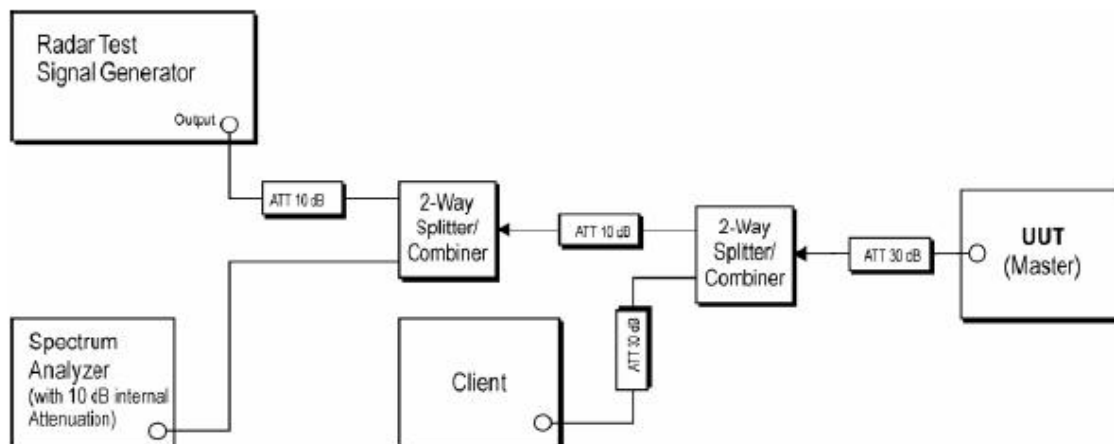 Radar Test
Signal Generator
Output
ATT 10 dB
2-Way
Splitter/
Combiner
ATT 10 dB
2-Way
Splitter/
Combiner
ATT 30 dB
UUT
(Master)
ATT 30 dB
Spectrum
Analyzer
(with 10 dB internal
Attenuation)
Client